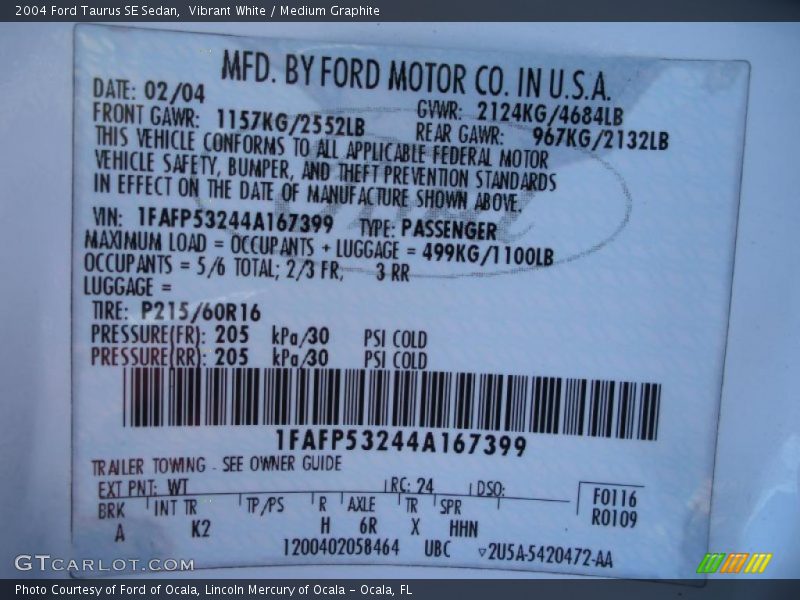 2004 Ford Taurus SE Sedan, Vibrant White / Medium Graphite
MFD. BY FORD MOTOR CO. IN U.S.A.
DATE: 02/04 GVWR: 2124KG/4684LB
FRONT GAWR: 1157KG/2552LB REAR GAWR: 967KG/2132LB
THIS VEHICLE CONFORMS TO ALL APPLICABLE FEDERAL MOTOR
VEHICLE SAFETY, BUMPER, AND THEFT PREVENTION STANDARDS
IN EFFECT ON THE DATE OF MANUFACTURE SHOWN ABOVE.
VIN: 1FAFP53244A167399 TYPE: PASSENGER
MAXIMUM LOAD = OCCUPANTS + LUGGAGE = 499KG/1100LB
OCCUPANTS = 5/6 TOTAL; 2/3 FR, 3 RR
LUGGAGE =
TIRE: P215/60R16
PRESSURE(FR): 205 kPa/30 PSI COLD
PRESSURE(RR): 205 kPa/30 PSI COLD
1FAFP53244A167399
TRAILER TOWING - SEE OWNER GUIDE
EXT PNT: WT RC: 24 DSO: F0116
BRK INT TR TP/PS R AXLE TR SPR R0109
A K2 H 6R X HHN
1200402058464 UBC ▽2U5A-5420472-AA
GTCARCOM.COM
Photo Courtesy of Ford of Ocala, Lincoln Mercury of Ocala – Ocala, FL